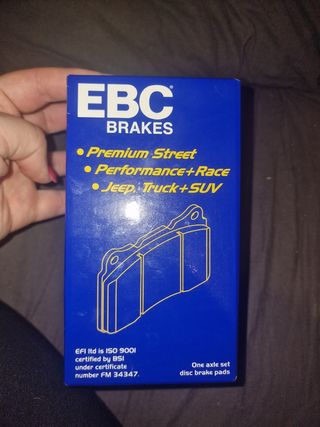 EBC®
BRAKES
• Premium Street
• Performance+Race
• Jeep, Truck+SUV
EFI ltd is ISO 9001
certified by BSI
under certificate
number FM 34347.
One axle set
disc brake pads